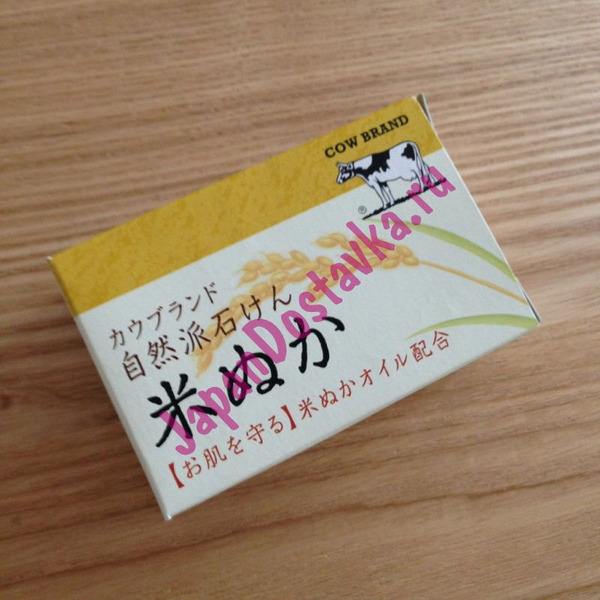 COW BRAND
®
カウブランド
自然派石けん
米ぬか
【お肌を守る】米ぬかオイル配合
JapanDostavka.ru